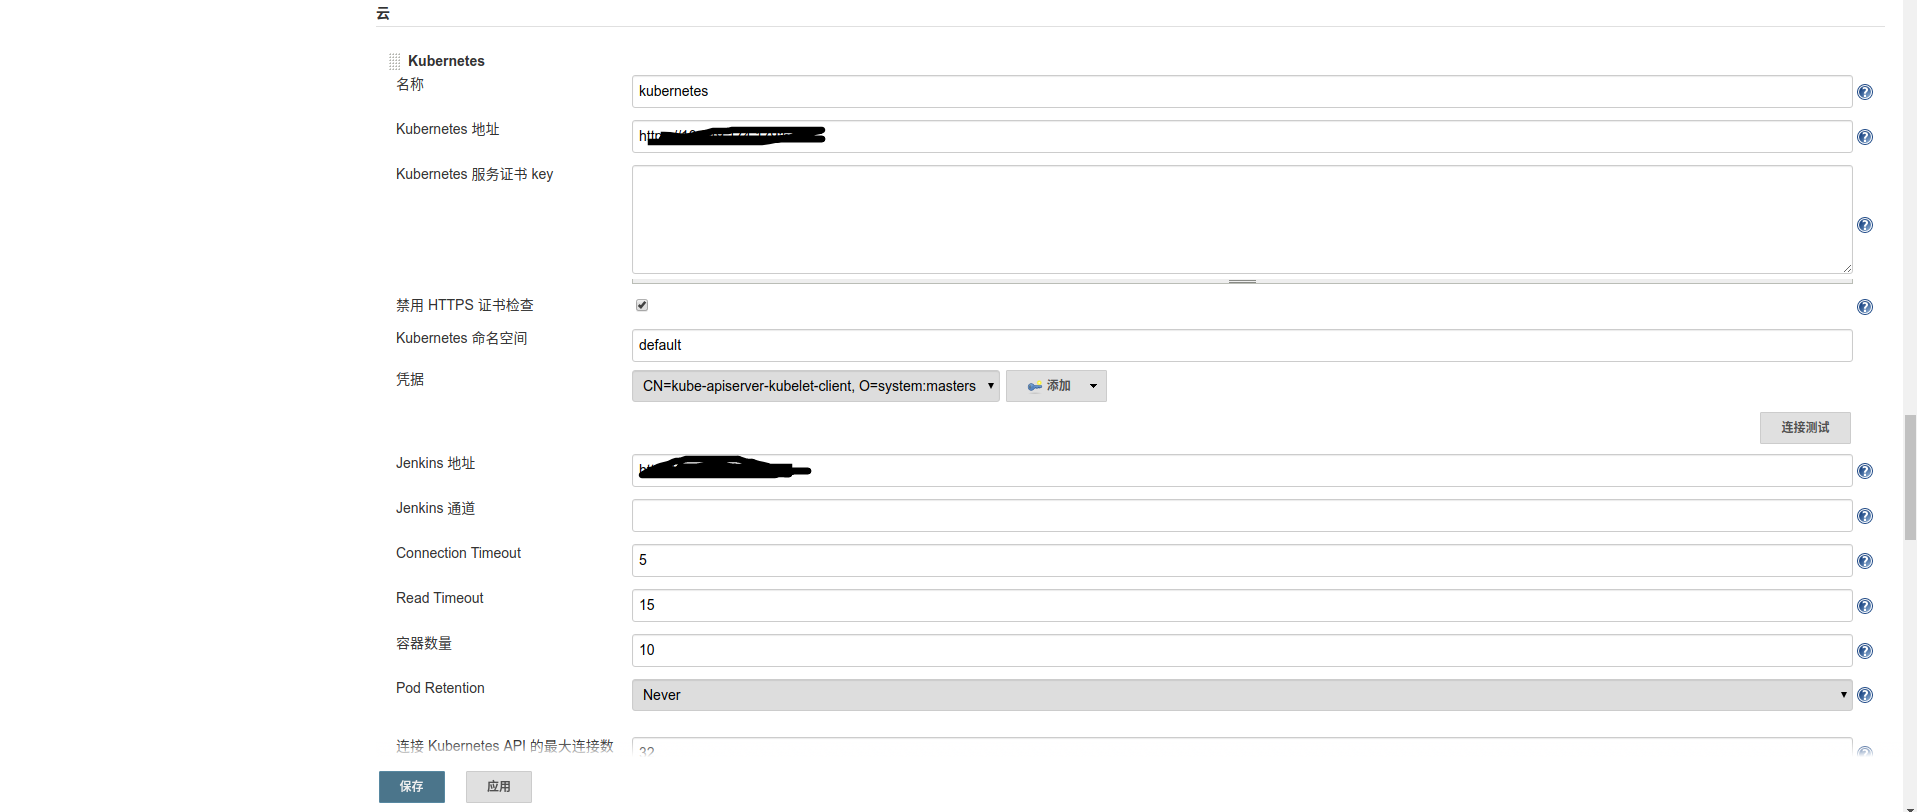 云
Kubernetes
名称
kubernetes
Kubernetes 地址
Kubernetes 服务证书 key
禁用 HTTPS 证书检查
Kubernetes 命名空间
default
凭据
CN=kube-apiserver-kubelet-client, O=system:masters
添加
连接测试
Jenkins 地址
Jenkins 通道
Connection Timeout
5
Read Timeout
15
容器数量
10
Pod Retention
Never
连接 Kubernetes API 的最大连接数
32
保存
应用